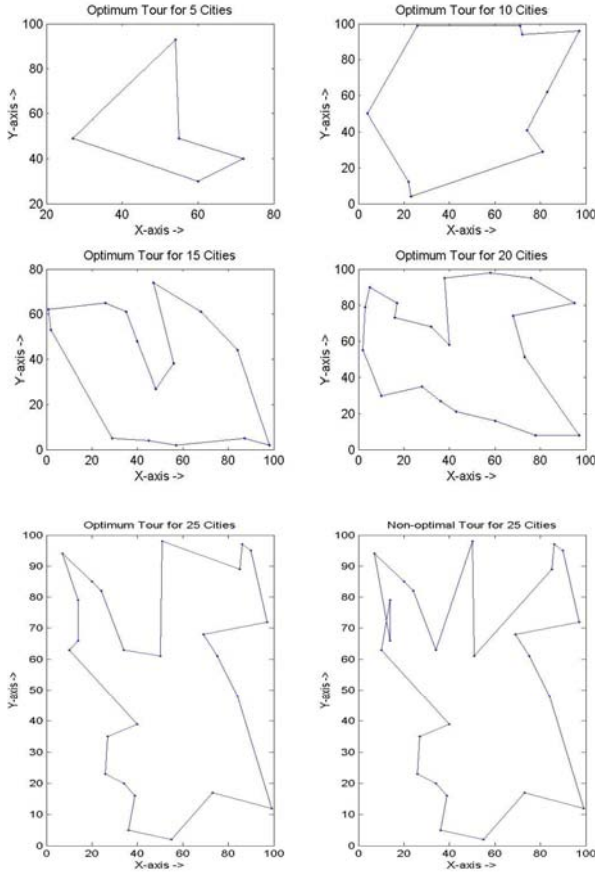 Optimum Tour for 5 Cities
100
80
60
40
20
20 40 60 80
Y-axis ->
X-axis ->
Optimum Tour for 10 Cities
100
80
60
40
20
0
0 20 40 60 80 100
Y-axis ->
X-axis ->
Optimum Tour for 15 Cities
80
60
40
20
0
0 20 40 60 80 100
Y-axis ->
X-axis ->
Optimum Tour for 20 Cities
100
80
60
40
20
0
0 20 40 60 80 100
Y-axis ->
X-axis ->
Optimum Tour for 25 Cities
100
90
80
70
60
50
40
30
20
10
0
0 20 40 60 80 100
Y-axis ->
X-axis ->
Non-optimal Tour for 25 Cities
100
90
80
70
60
50
40
30
20
10
0
0 20 40 60 80 100
Y-axis ->
X-axis ->